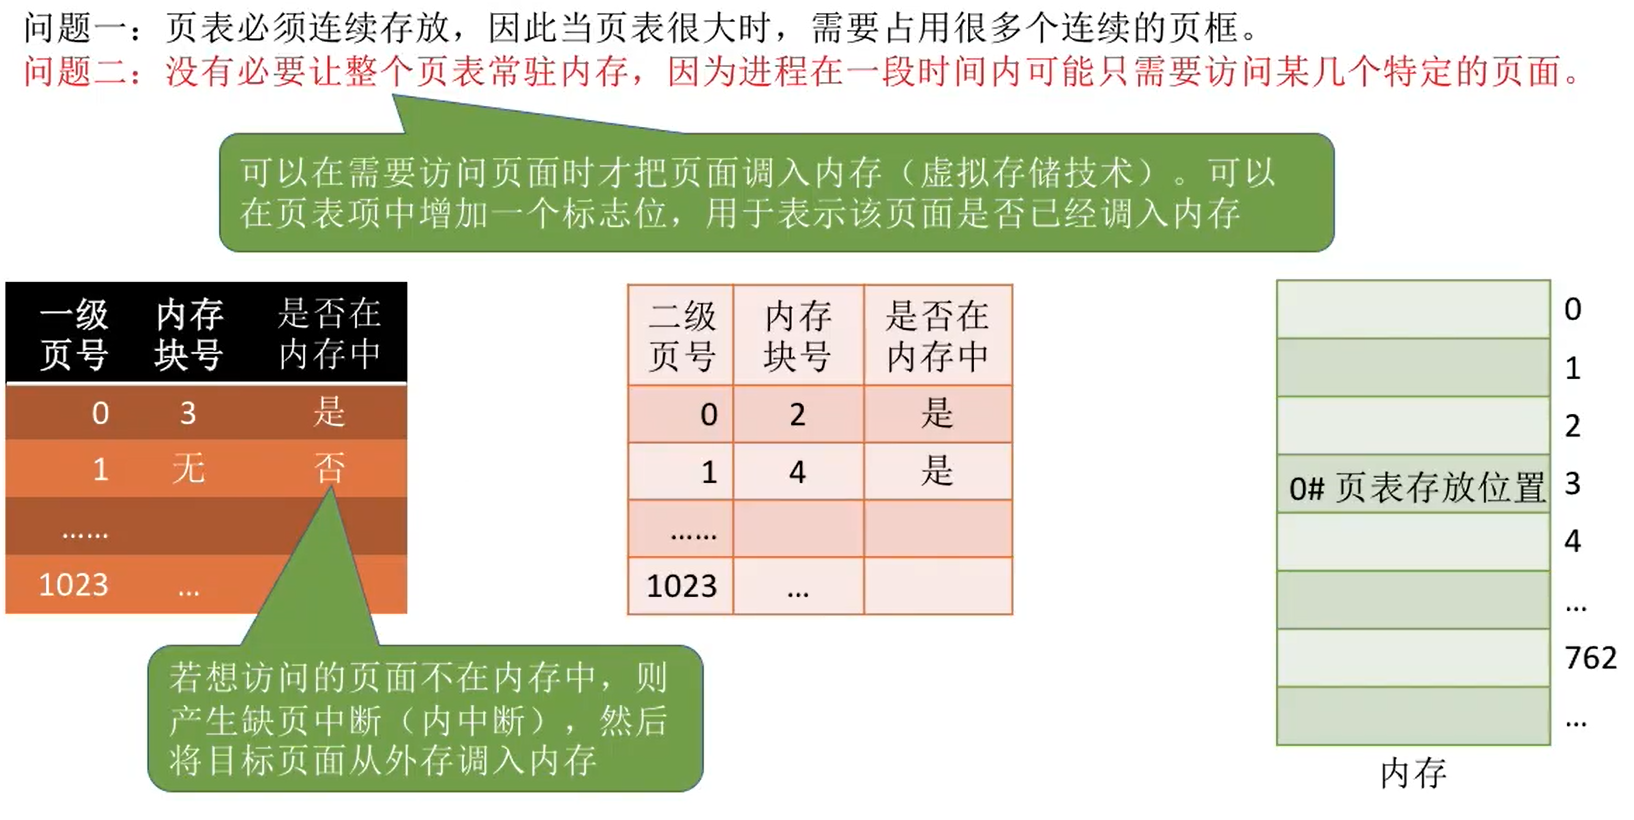 问题一：页表必须连续存放，因此当页表很大时，需要占用很多个连续的页框。
问题二：没有必要让整个页表常驻内存，因为进程在一段时间内可能只需要访问某几个特定的页面。
可以在需要访问页面时才把页面调入内存（虚拟存储技术）。可以
在页表项中增加一个标志位，用于表示该页面是否已经调入内存
一级页号 内存块号 是否在内存中
0 3 是
1 无 否
......
1023 ...
若想访问的页面不在内存中，则
产生缺页中断（内中断），然后
将目标页面从外存调入内存
二级页号 内存块号 是否在内存中
0 2 是
1 4 是
......
1023 ...
0
1
2
0# 页表存放位置 3
4
...
762
...
内存